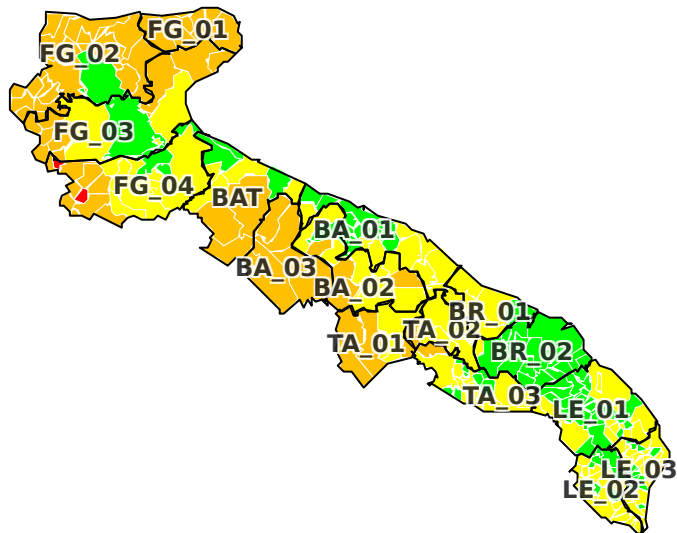 FG_01
FG_02
FG_03
FG_04
BAT
BA_01
BA_03
BA_02
BR_01
TA_02
TA_01
BR_02
TA_03
LE_01
LE_03
LE_02